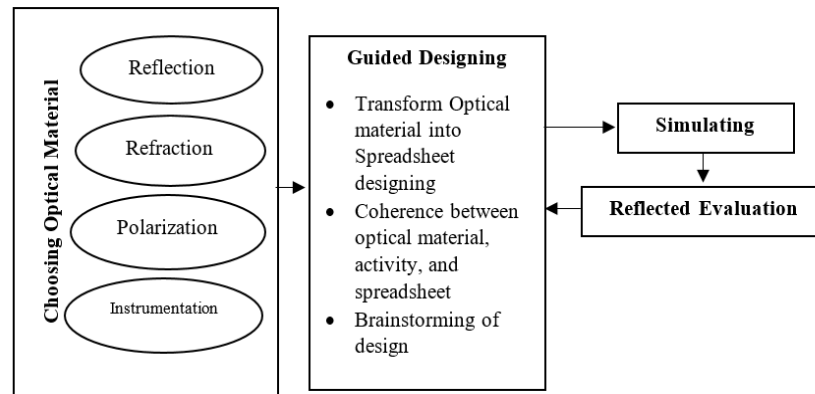 Choosing Optical Material
Reflection
Refraction
Polarization
Instrumentation
Guided Designing
• Transform Optical
material into
Spreadsheet
designing
• Coherence between
optical material,
activity, and
spreadsheet
• Brainstorming of
design
Simulating
Reflected Evaluation